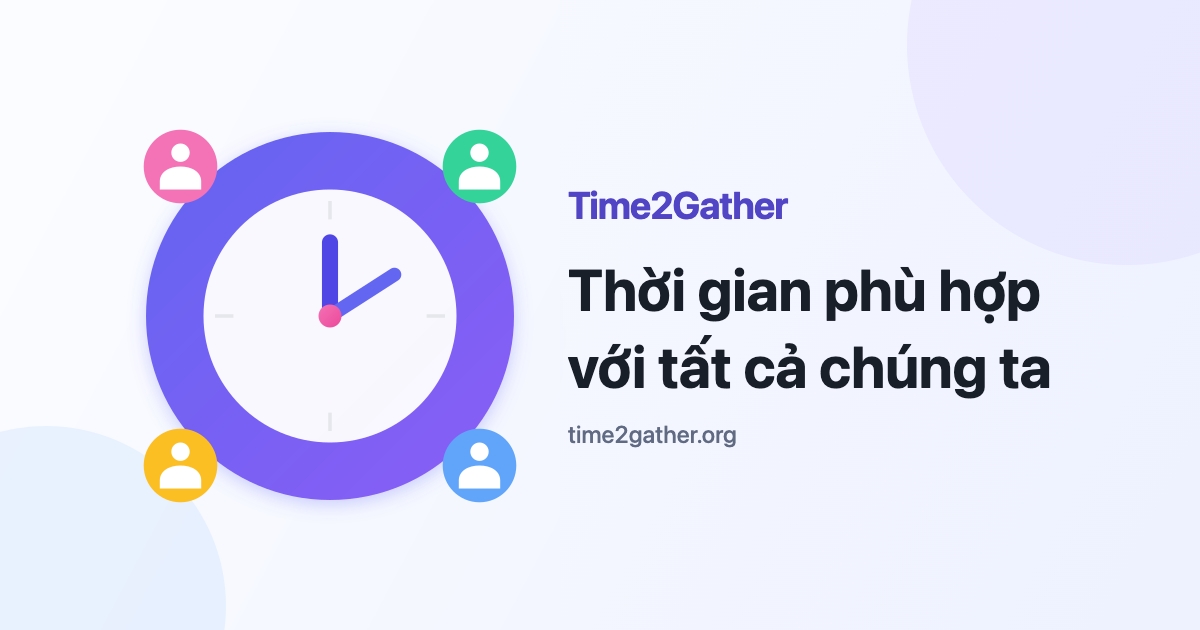 Time2Gather
Thời gian phù hợp
với tất cả chúng ta
time2gather.org